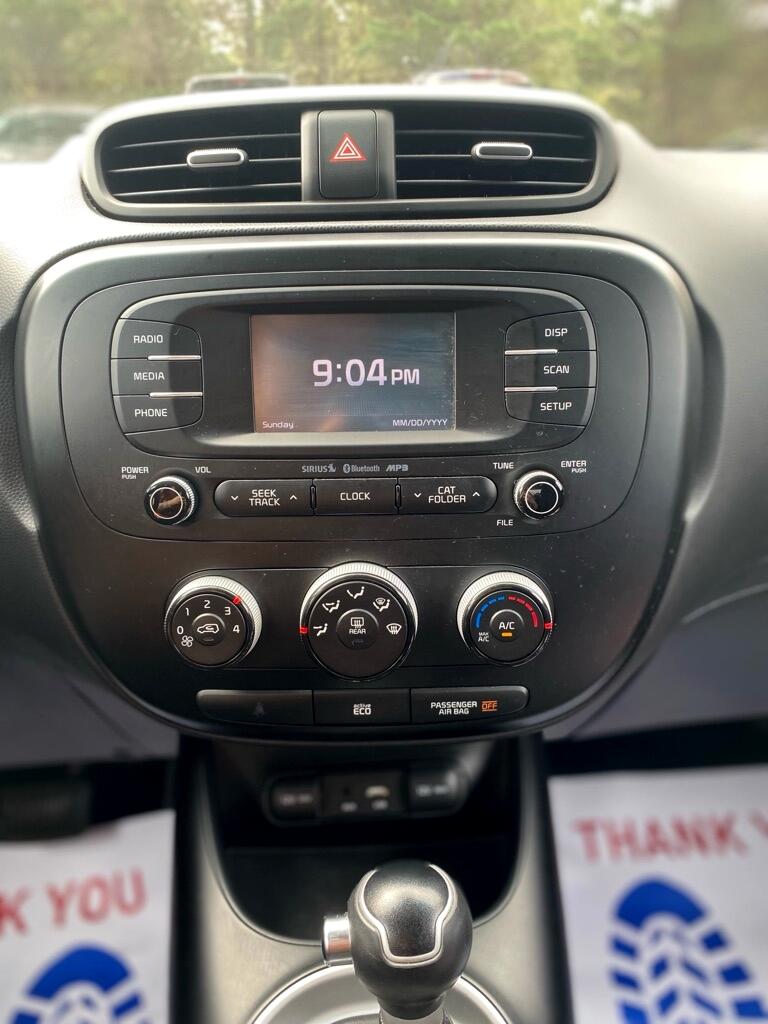 RADIO
MEDIA
PHONE
9:04 PM
Sunday
MM/DD/YYYY
DISP
SCAN
SETUP
POWER
PUSH
VOL
SIRIUS Bluetooth MP3
TUNE
ENTER
PUSH
SEEK
TRACK
CLOCK
CAT
FOLDER
FILE
0 1 2 3 4
REAR
A/C
MAX
A/C
active
ECO
PASSENGER
AIR BAG
OFF
K YOU
THANK Y